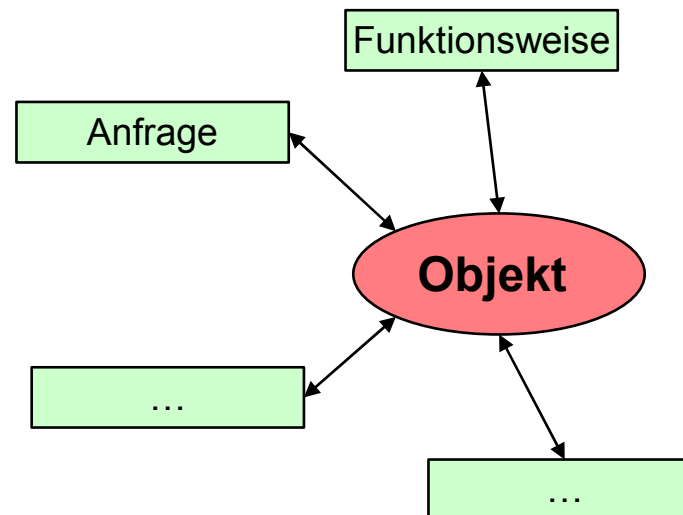 Funktionsweise
Anfrage
Objekt
…
…